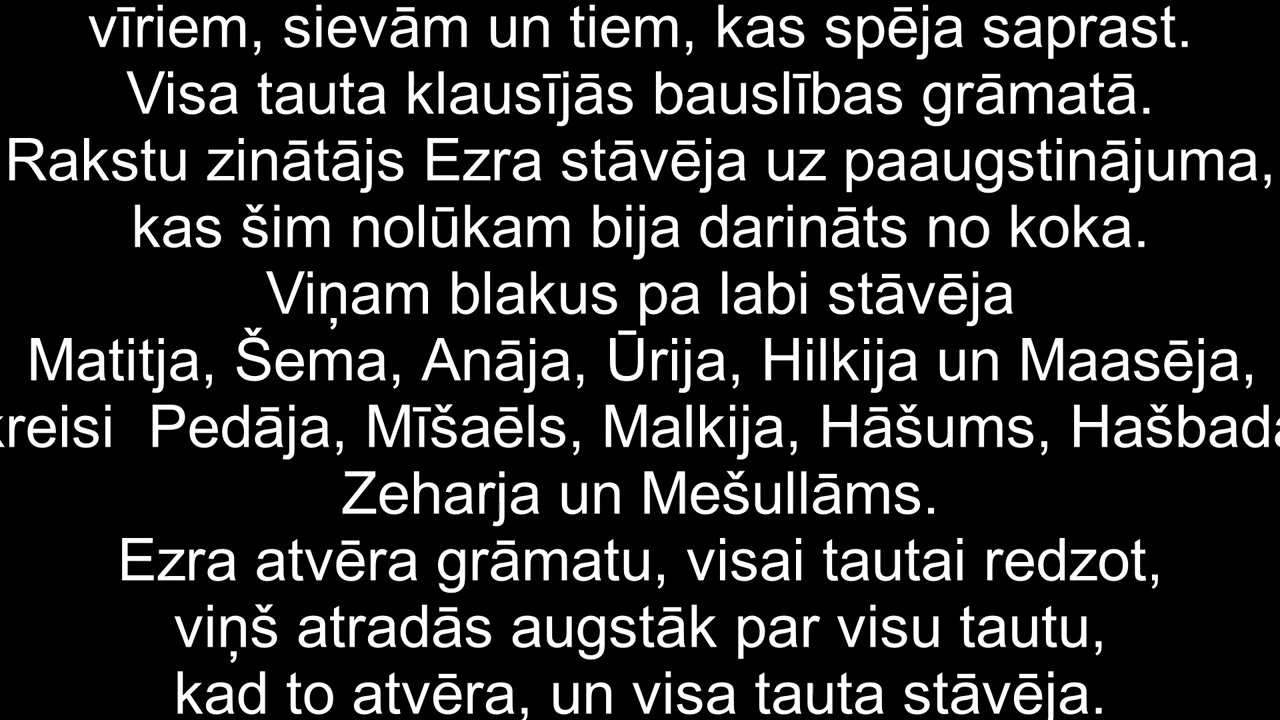 vīriem, sievām un tiem, kas spēja saprast.
Visa tauta klausījās bauslības grāmatā.
Rakstu zinātājs Ezra stāvēja uz paaugstinājuma,
kas šim nolūkam bija darināts no koka.
Viņam blakus pa labi stāvēja
Matitja, Šema, Anāja, Ūrija, Hilkija un Maasēja,
kreisi  Pedāja, Mīšaēls, Malkija, Hāšums, Hašbada
Zeharja un Mešullāms.
Ezra atvēra grāmatu, visai tautai redzot,
viņš atradās augstāk par visu tautu,
kad to atvēra, un visa tauta stāvēja.